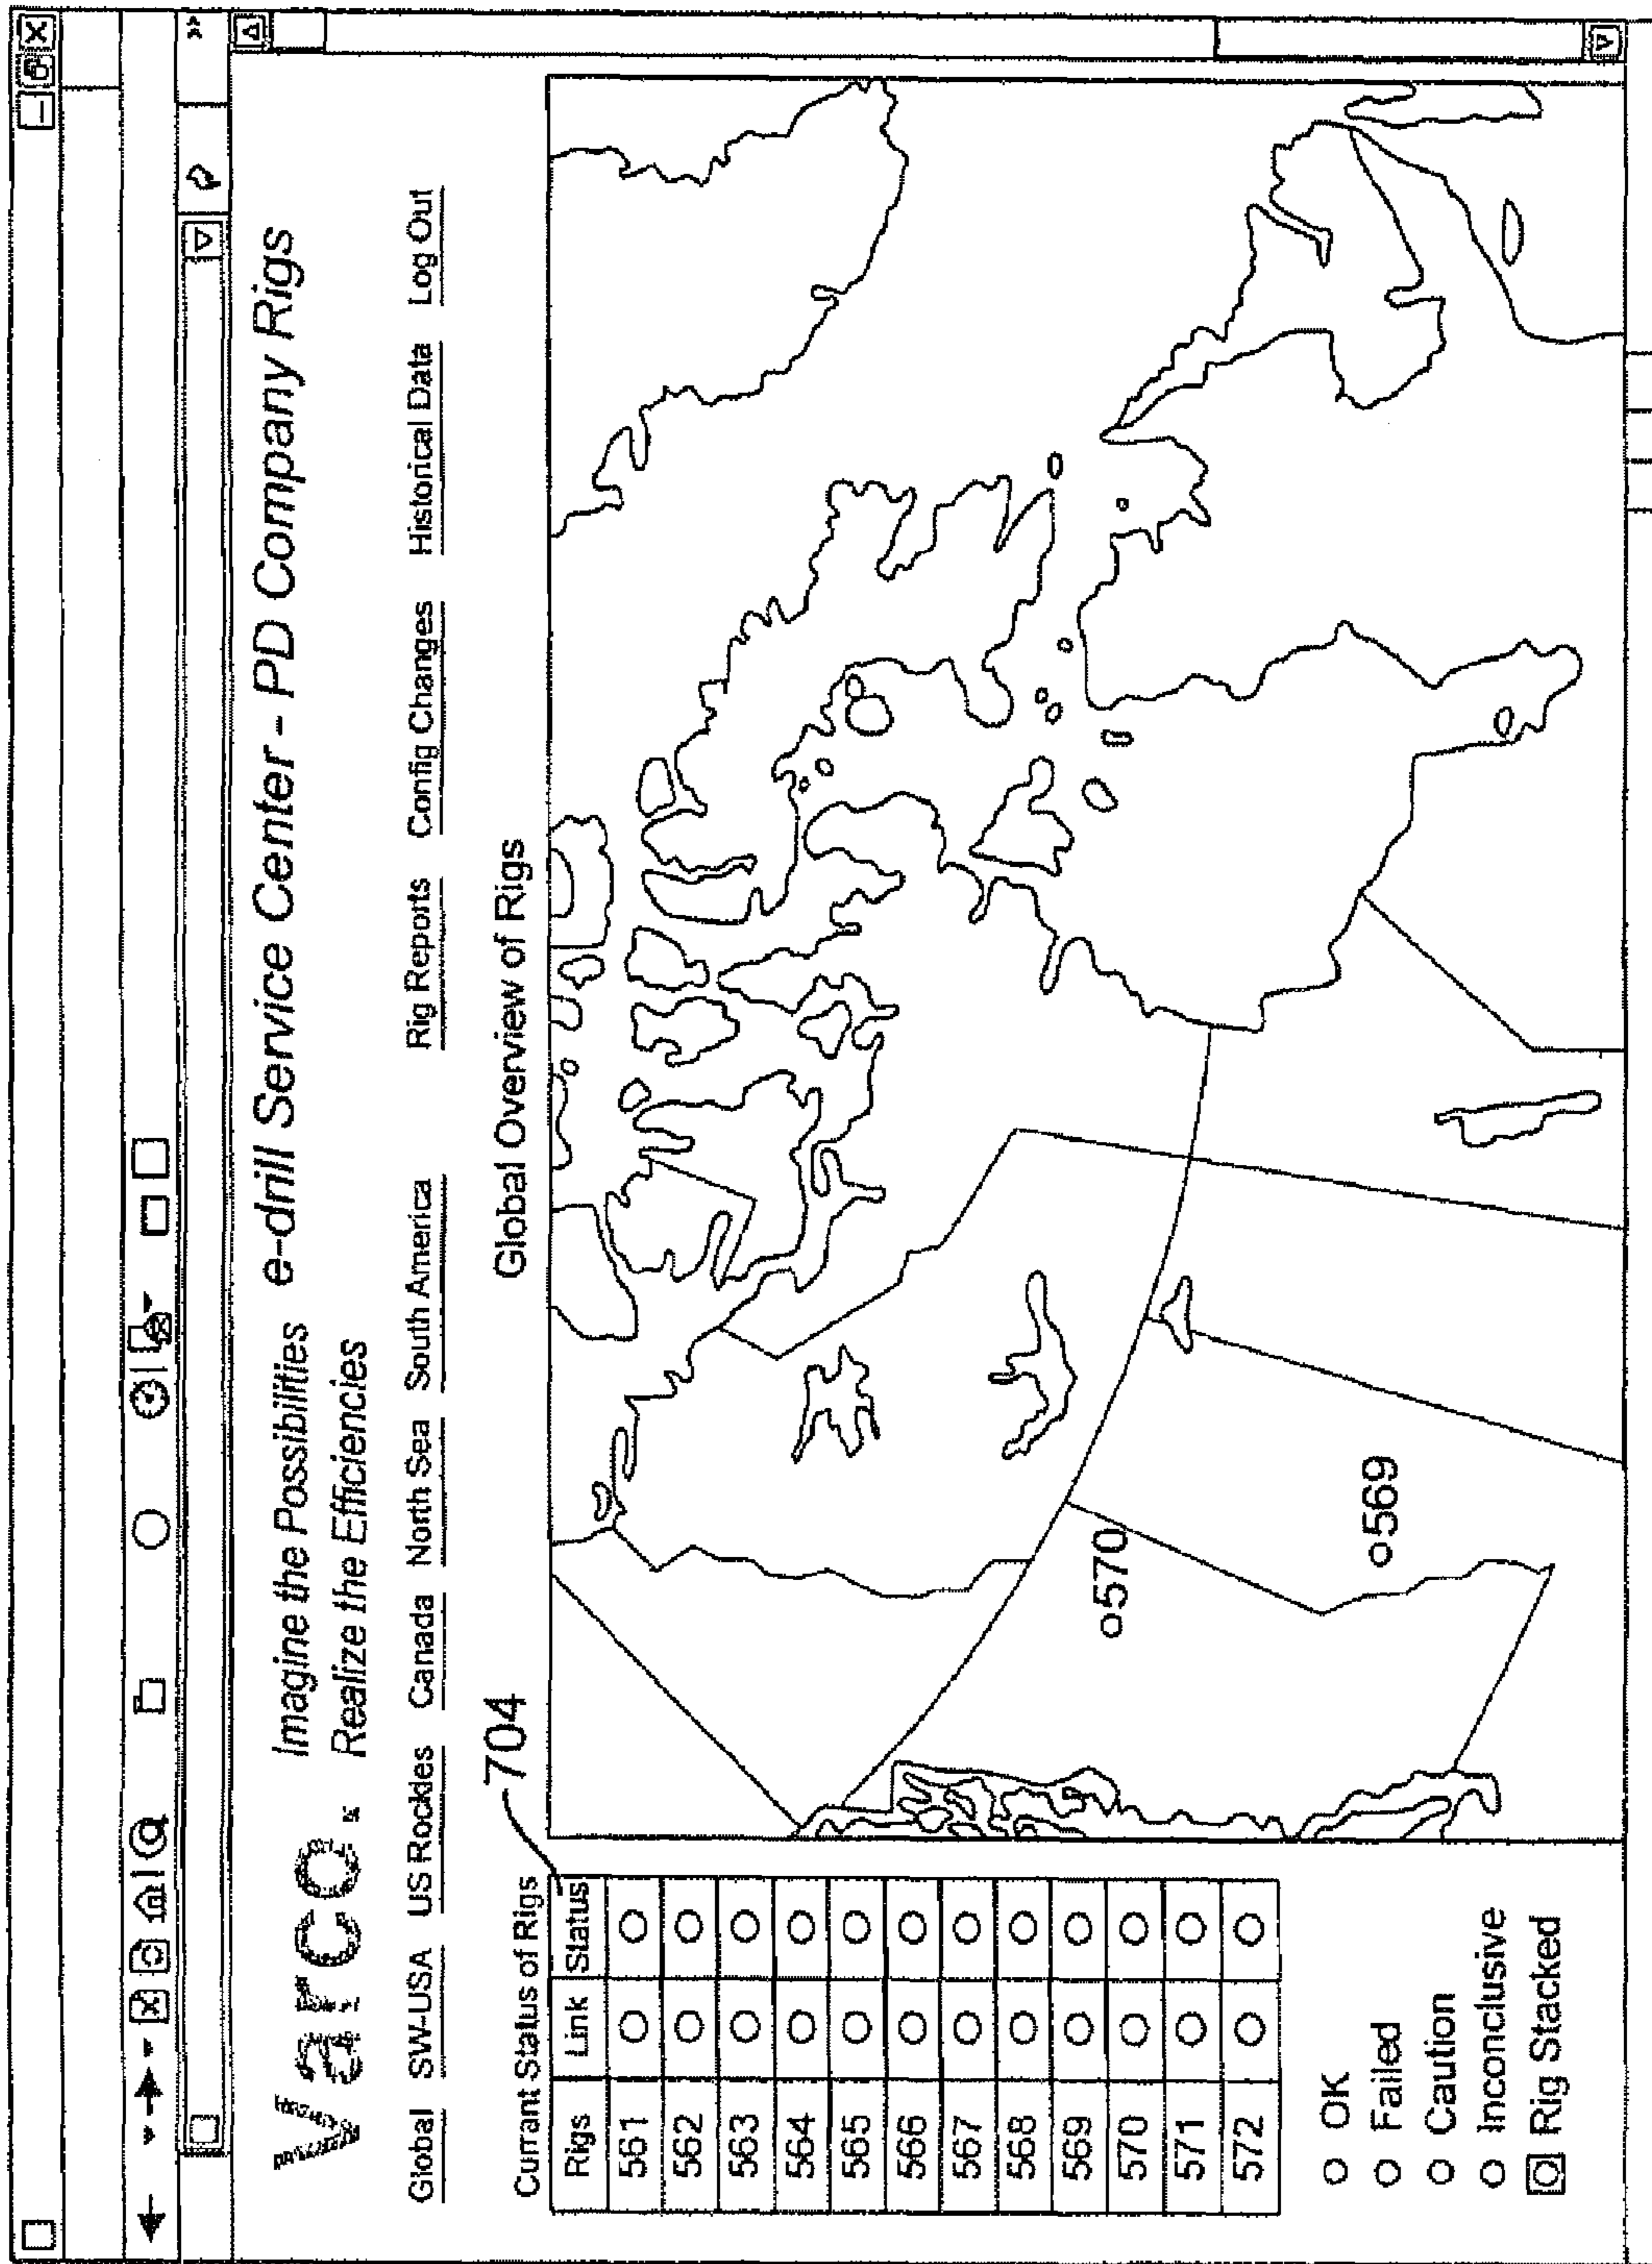 Varco.
Imagine the Possibilities
Realize the Efficiencies
e-drill Service Center - PD Company Rigs
Global SW-USA US Rockies Canada North Sea South America Rig Reports Config Changes Historical Data Log Out
704
Currant Status of Rigs
Global Overview of Rigs
Rigs Link Status
561
562
563
564
565
566
567
568
569
570
571
572
OK
Failed
Caution
Inconclusive
Rig Stacked
570
569